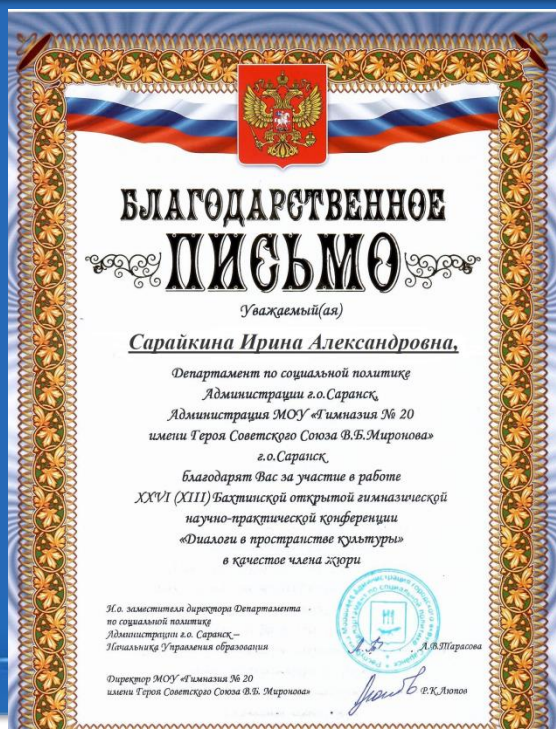 БЛАГОДАРСТВЕННОЕ
ПИСЬМО
Уважаемый(ая)
Сарайкина Ирина Александровна,
Департамент по социальной политике
Администрации г.о.Саранск,
Администрация МОУ «Гимназия № 20
имени Героя Советского Союза В.Б.Миронова»
г.о.Саранск
благодарят Вас за участие в работе
XXVI (XIII) Бахтинской открытой гимназической
научно-практической конференции
«Диалоги в пространстве культуры»
в качестве члена жюри
И.о. заместителя директора Департамента
по социальной политике
Администрации г.о. Саранск –
Начальника Управления образования
Л.В.Тарасова
Директор МОУ «Гимназия № 20
имени Героя Советского Союза В.Б. Миронова»
Р.К.Аюпов